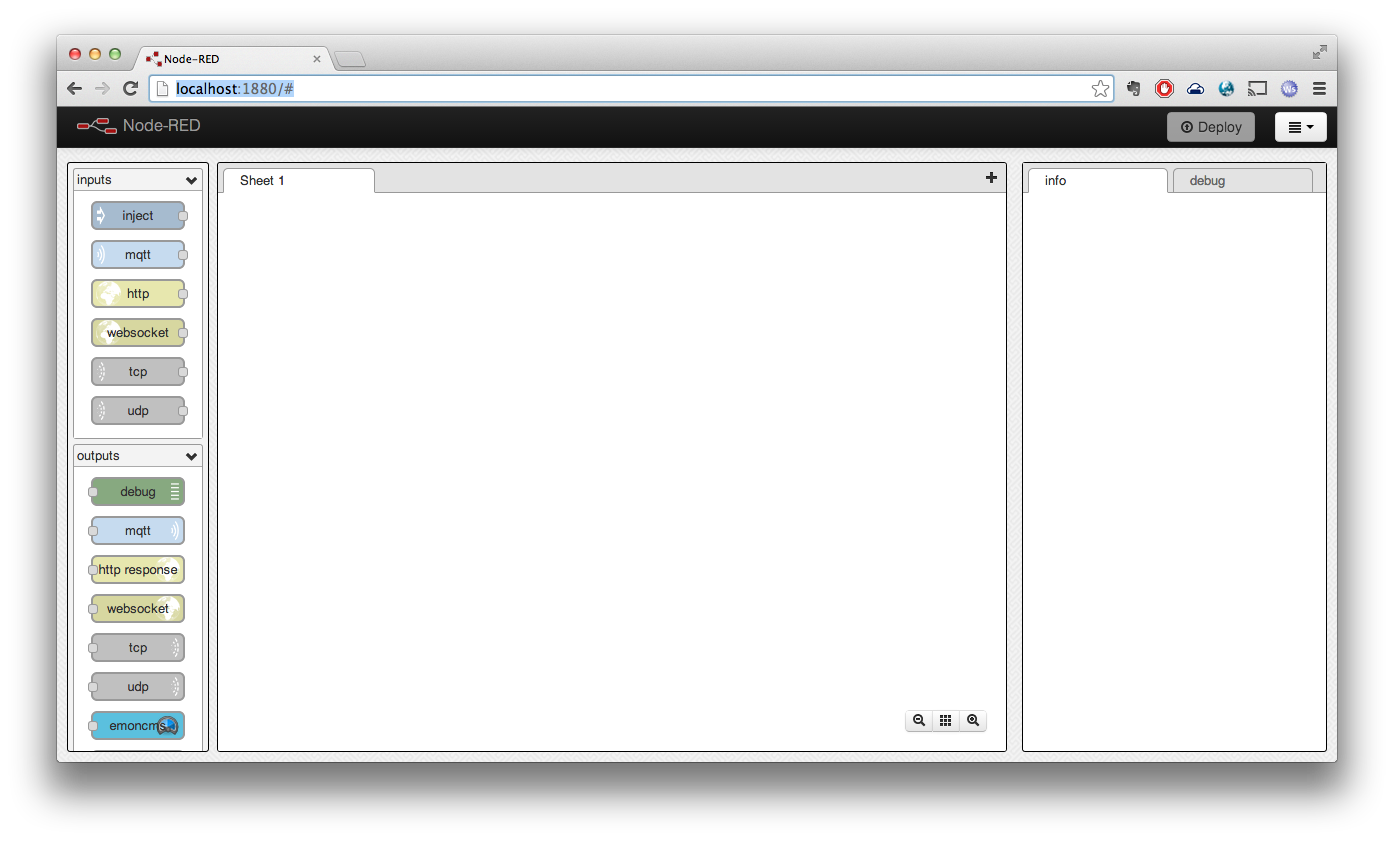 Node-RED
localhost:1880/#
Node-RED
Deploy
inputs
inject
mqtt
http
websocket
tcp
udp
outputs
debug
mqtt
http response
websocket
tcp
udp
emoncms
Sheet 1
info
debug
Ws